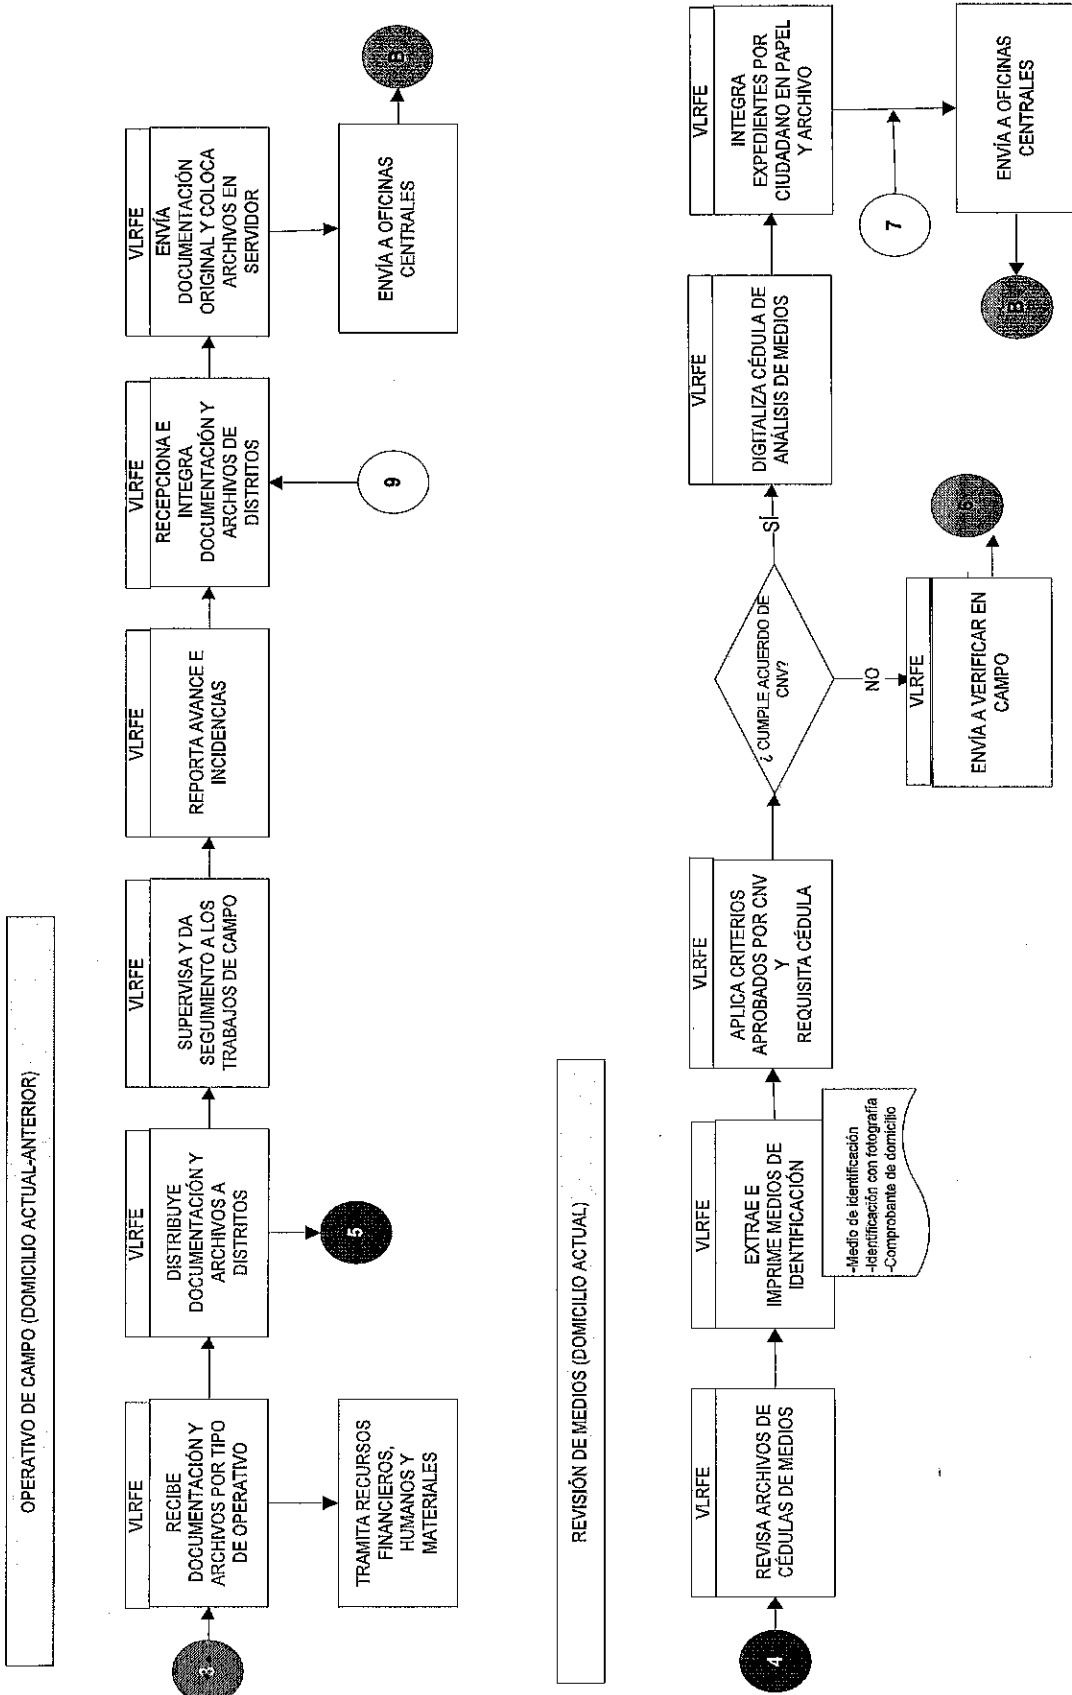 OPERATIVO DE CAMPO (DOMICILIO ACTUAL-ANTERIOR)
3
VLRFE
RECIBE
DOCUMENTACIÓN Y
ARCHIVOS POR TIPO
DE OPERATIVO
TRAMITA RECURSOS
FINANCIEROS,
HUMANOS Y
MATERIALES
VLRFE
DISTRIBUYE
DOCUMENTACIÓN Y
ARCHIVOS A
DISTRITOS
5
VLRFE
SUPERVISA Y DA
SEGUIMIENTO A LOS
TRABAJOS DE CAMPO
VLRFE
REPORTA AVANCE E
INCIDENCIAS
VLRFE
RECEPCIONA E
INTEGRA
DOCUMENTACIÓN Y
ARCHIVOS DE
DISTRITOS
9
VLRFE
ENVÍA
DOCUMENTACIÓN
ORIGINAL Y COLOCA
ARCHIVOS EN
SERVIDOR
ENVÍA A OFICINAS
CENTRALES
B
REVISIÓN DE MEDIOS (DOMICILIO ACTUAL)
4
VLRFE
REVISA ARCHIVOS DE
CÉDULAS DE MEDIOS
VLRFE
EXTRAE E
IMPRIME MEDIOS DE
IDENTIFICACIÓN
-Medio de identificación
-Identificación con fotografía
-Comprobante de domicilio
VLRFE
APLICA CRITERIOS
APROBADOS POR CNV
Y
REQUISITA CÉDULA
¿ CUMPLE ACUERDO DE
CNV?
NO
VLRFE
ENVÍA A VERIFICAR EN
CAMPO
6
SÍ
VLRFE
DIGITALIZA CÉDULA DE
ANÁLISIS DE MEDIOS
VLRFE
INTEGRA
EXPEDIENTES POR
CIUDADANO EN PAPEL
Y ARCHIVO
7
ENVÍA A OFICINAS
CENTRALES
B